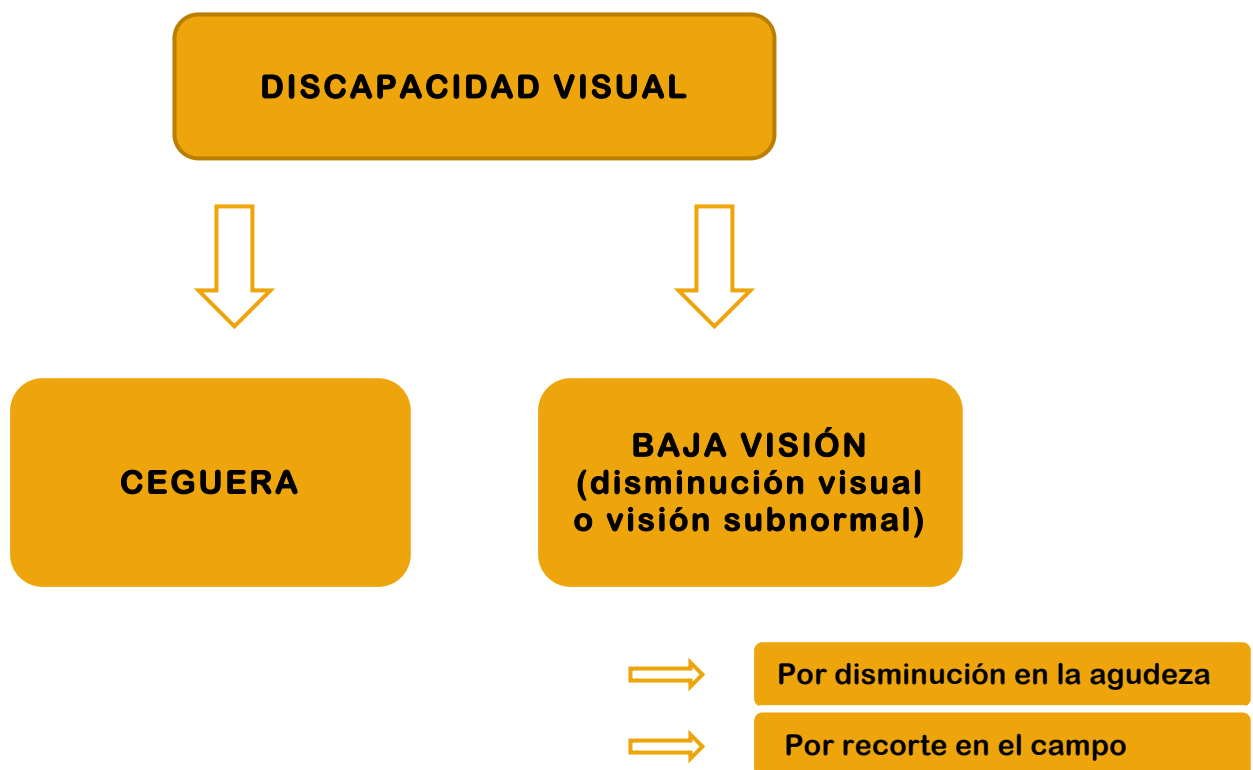 DISCAPACIDAD VISUAL
CEGUERA
BAJA VISIÓN
(disminución visual
o visión subnormal)
Por disminución en la agudeza
Por recorte en el campo